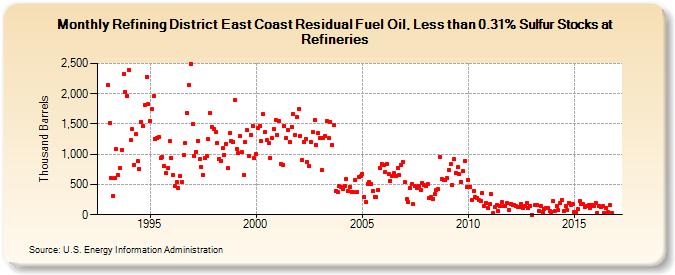 Monthly Refining District East Coast Residual Fuel Oil, Less than 0.31% Sulfur Stocks at
Refineries
Thousand Barrels
2,500
2,000
1,500
1,000
500
0
1995
2000
2005
2010
2015
Source: U.S. Energy Information Administration